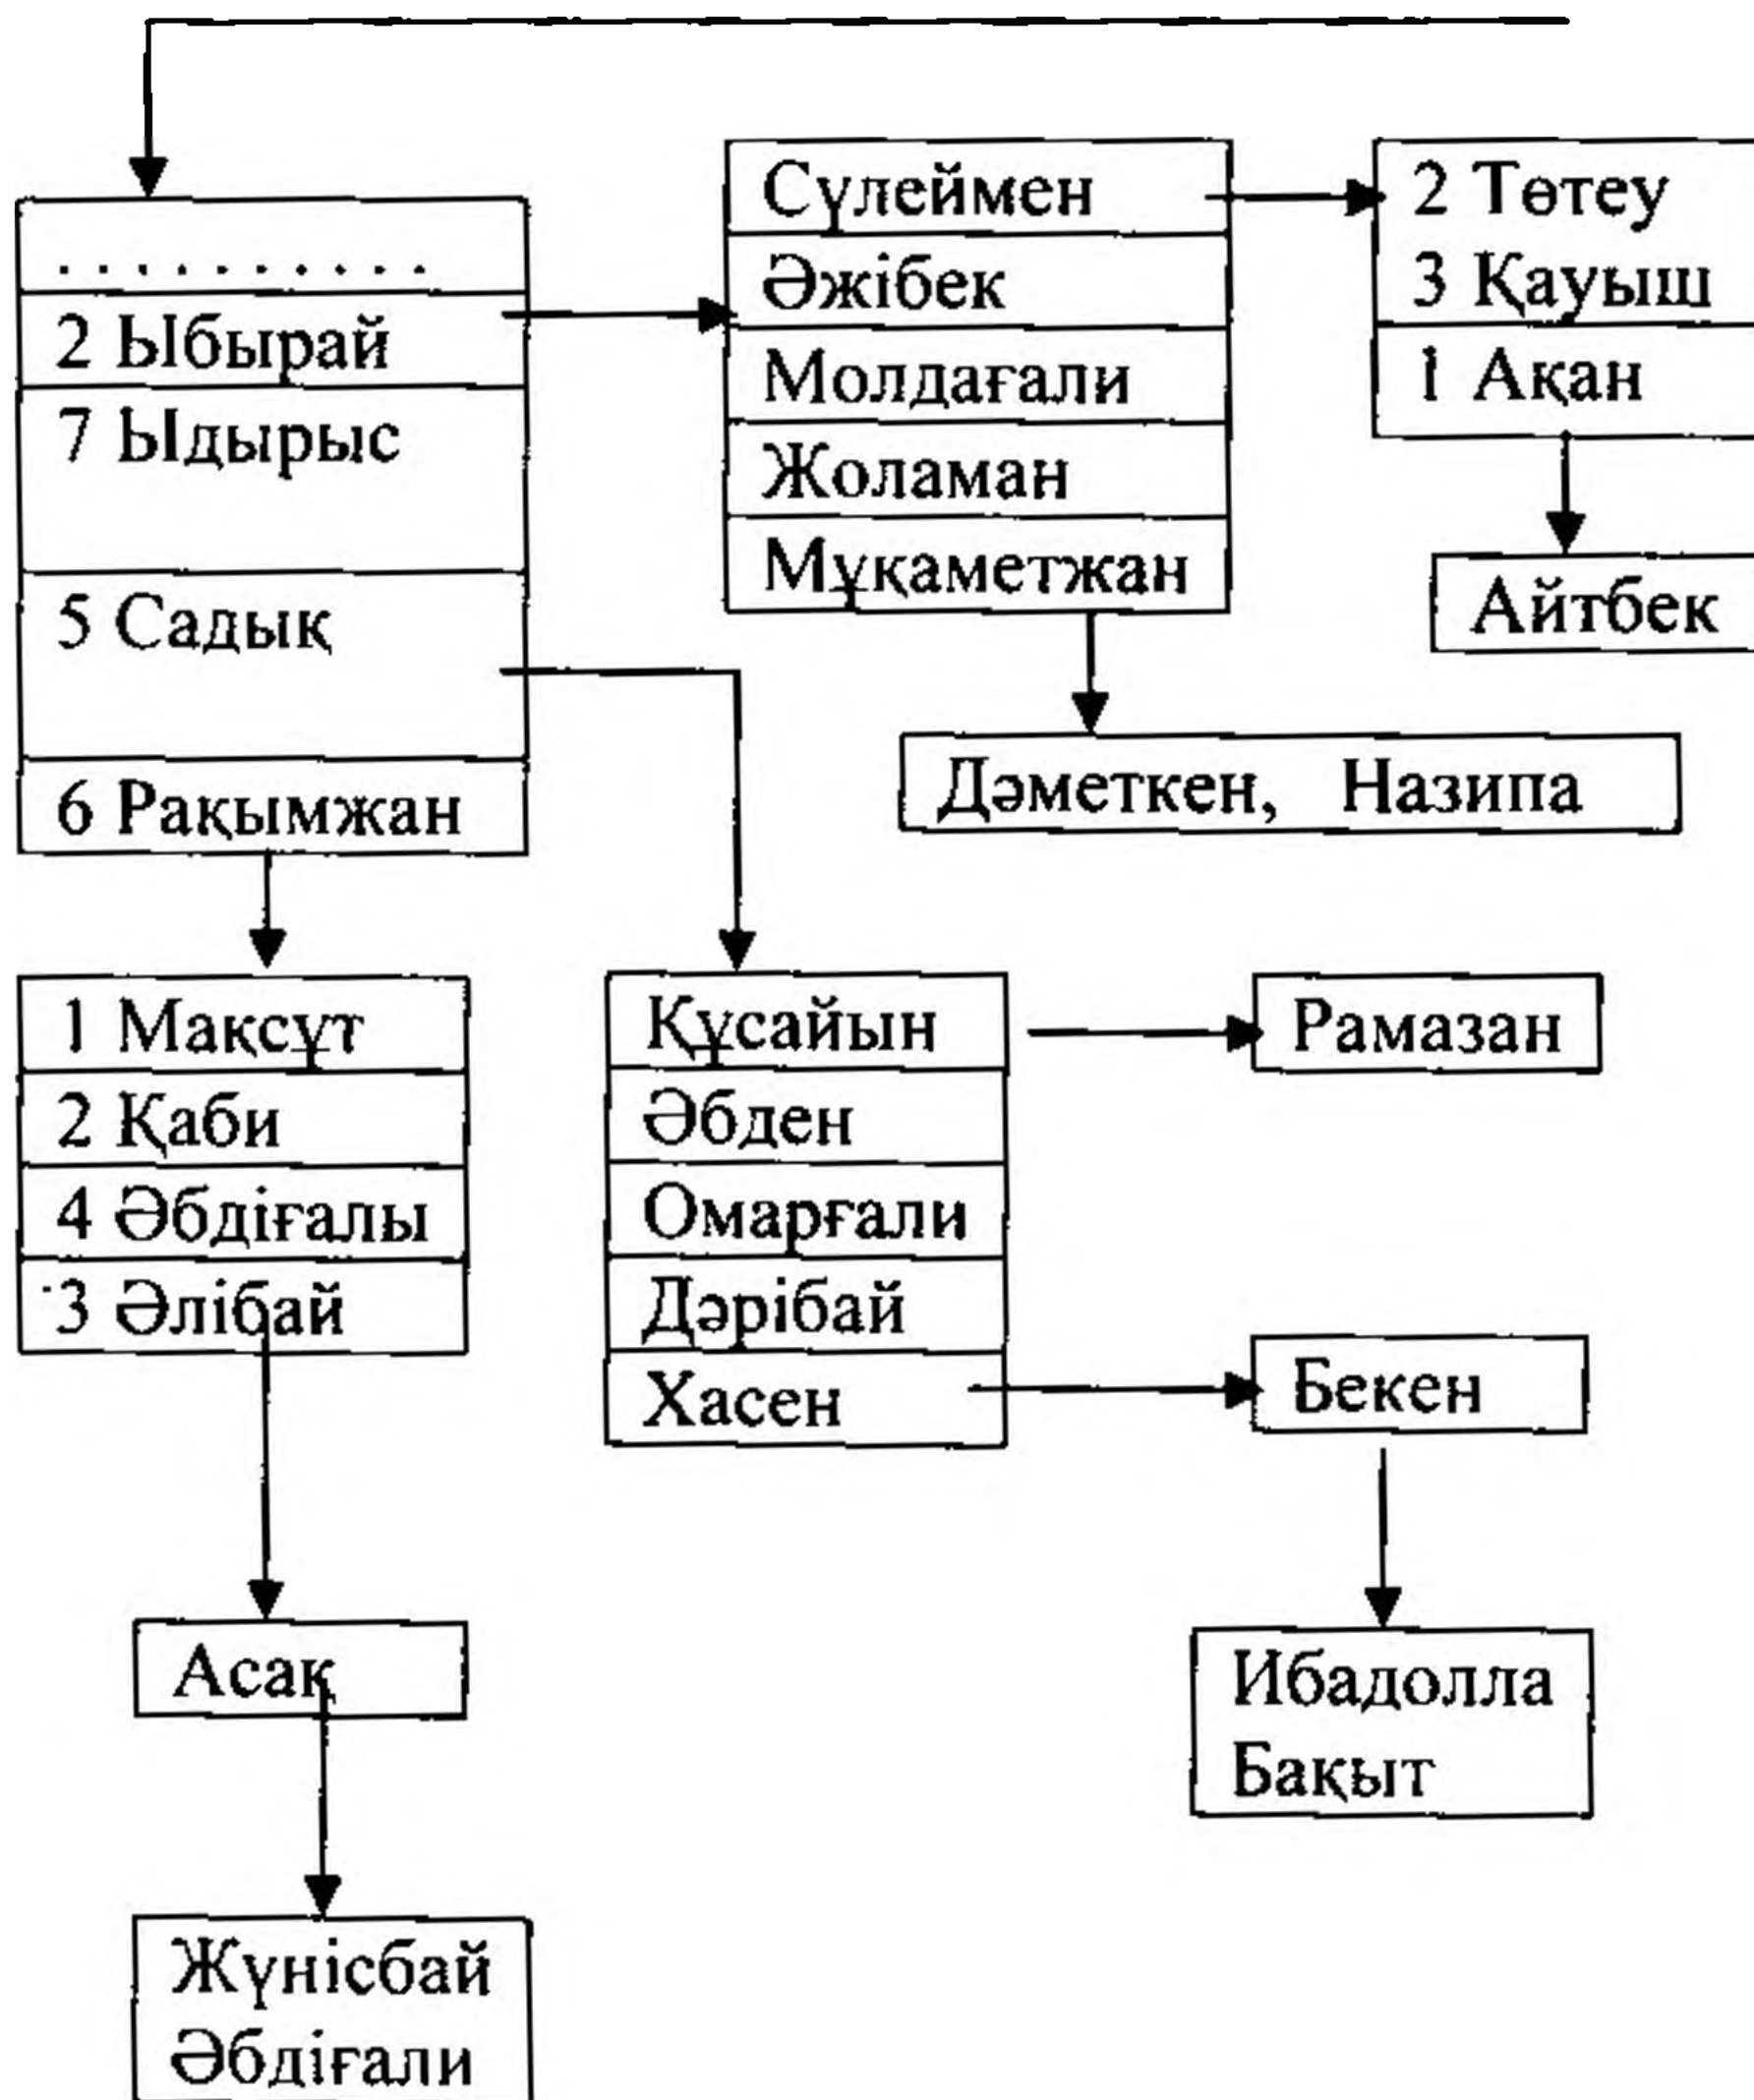 . . . . . . . . . .
2 Ыбырай
7 Ыдырыс
5 Садық
6 Рақымжан
Сүлеймен
Әжібек
Молдағали
Жоламан
Мұқаметжан
2 Төтеу
3 Қауыш
1 Ақан
Айтбек
Дәметкен, Назипа
1 Мақсұт
2 Қаби
4 Әбдіғалы
3 Әлібай
Құсайын
Әбден
Омарғали
Дәрібай
Хасен
Рамазан
Бекен
Ибадолла
Бақыт
Асақ
Жүнісбай
Әбдіғали